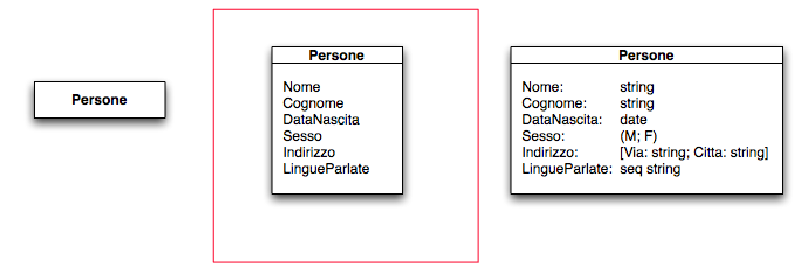 Persone
Persone
Nome
Cognome
DataNascita
Sesso
Indirizzo
LingueParlate
Persone
Nome: string
Cognome: string
DataNascita: date
Sesso: (M; F)
Indirizzo: [Via: string; Citta: string]
LingueParlate: seq string